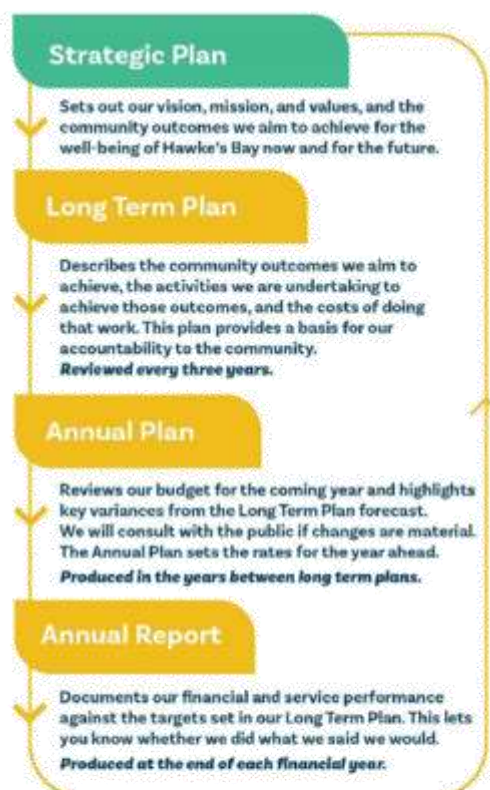 Strategic Plan
Sets out our vision, mission, and values, and the
community outcomes we aim to achieve for the
well-being of Hawke's Bay now and for the future.
Long Term Plan
Describes the community outcomes we aim to
achieve, the activities we are undertaking to
achieve those outcomes, and the costs of doing
that work. This plan provides a basis for our
accountability to the community.
Reviewed every three years.
Annual Plan
Reviews our budget for the coming year and highlights
key variances from the Long Term Plan forecast.
We will consult with the public if changes are material.
The Annual Plan sets the rates for the year ahead.
Produced in the years between long term plans.
Annual Report
Documents our financial and service performance
against the targets set in our Long Term Plan. This lets
you know whether we did what we said we would.
Produced at the end of each financial year.